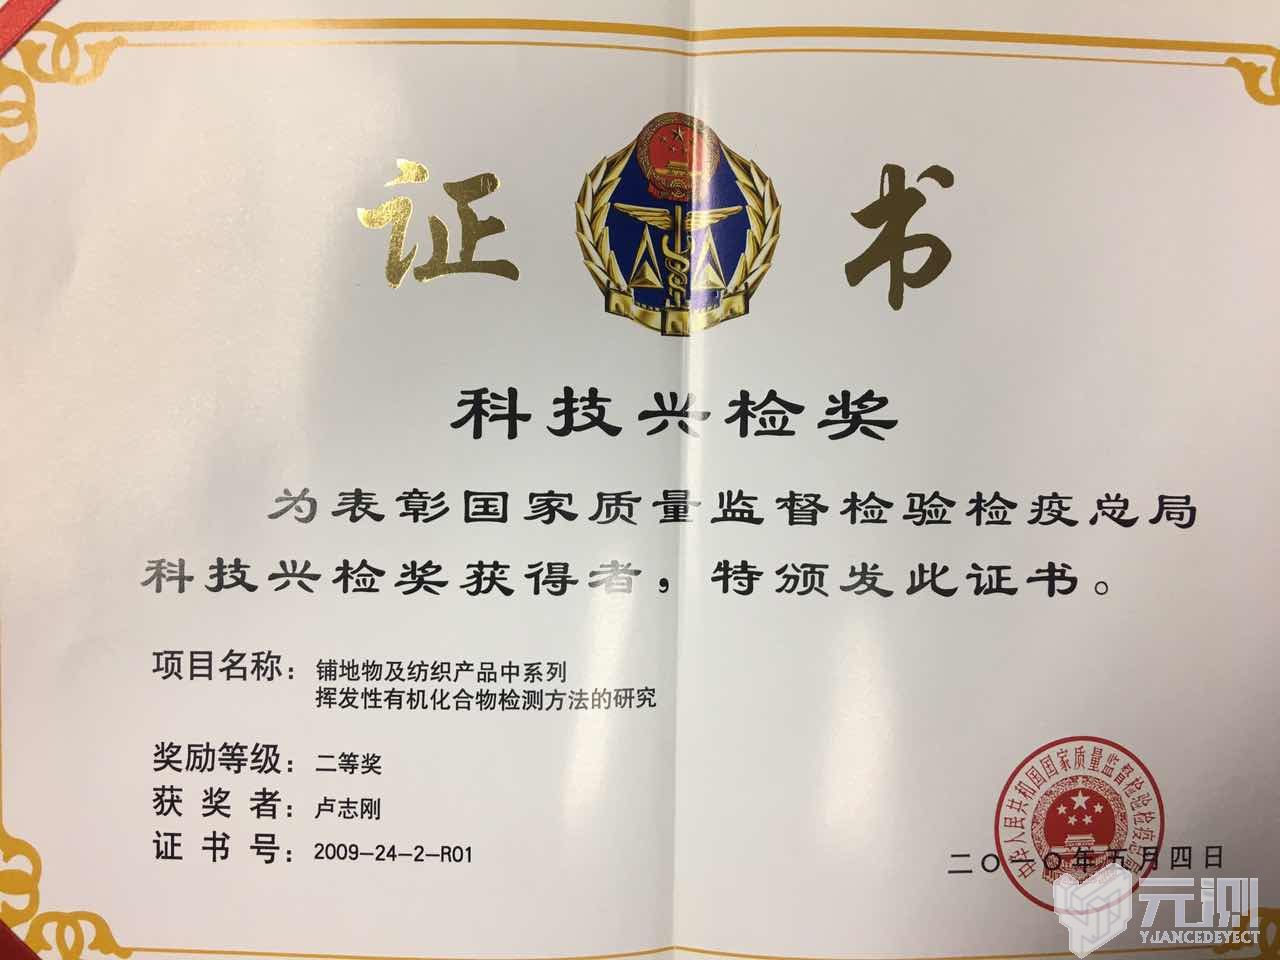 证书
科技兴检奖
为表彰国家质量监督检验检疫总局
科技兴检奖获得者，特颁发此证书。
项目名称：铺地物及纺织产品中系列
挥发性有机化合物检测方法的研究
奖励等级：二等奖
获奖者：卢志刚
证书号：2009-24-2-R01
中华人民共和国国家质量监督检验检疫总局
二〇一〇年五月四日
元测
YJANCEDEYECT